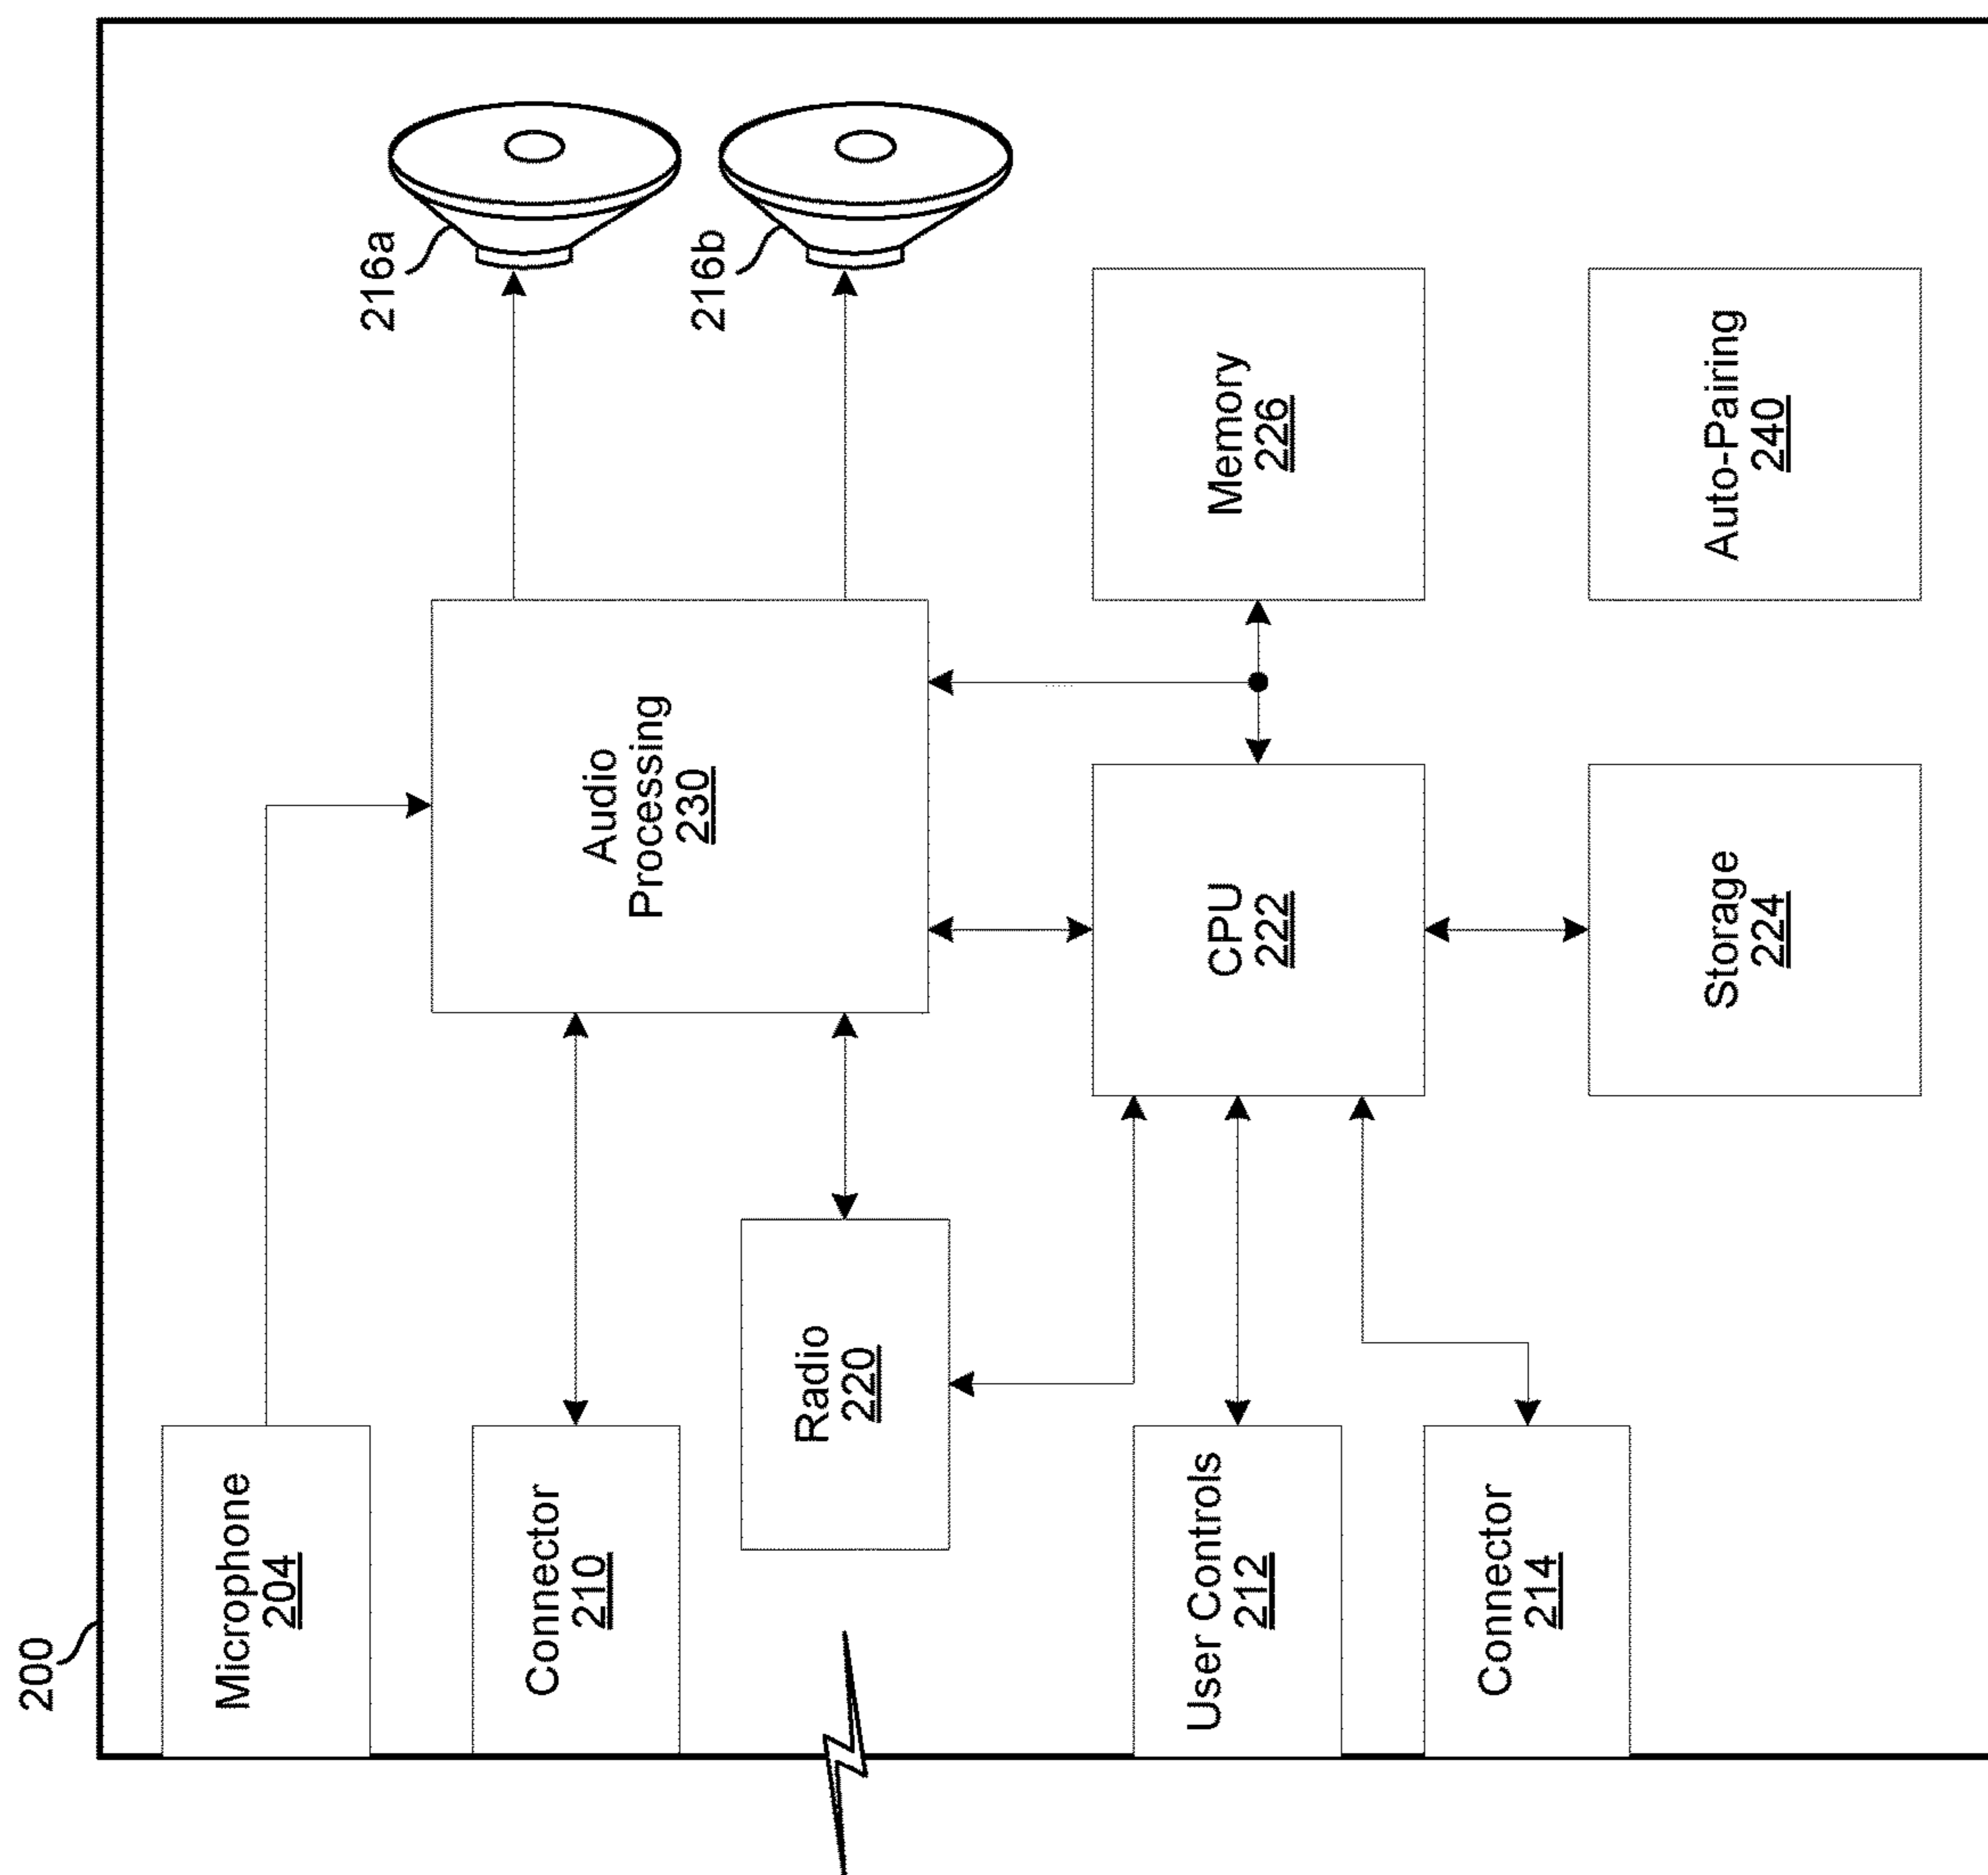 200
Microphone
204
Connector
210
Radio
220
User Controls
212
Connector
214
Audio
Processing
230
CPU
222
Storage
224
216a
216b
Memory
226
Auto-Pairing
240